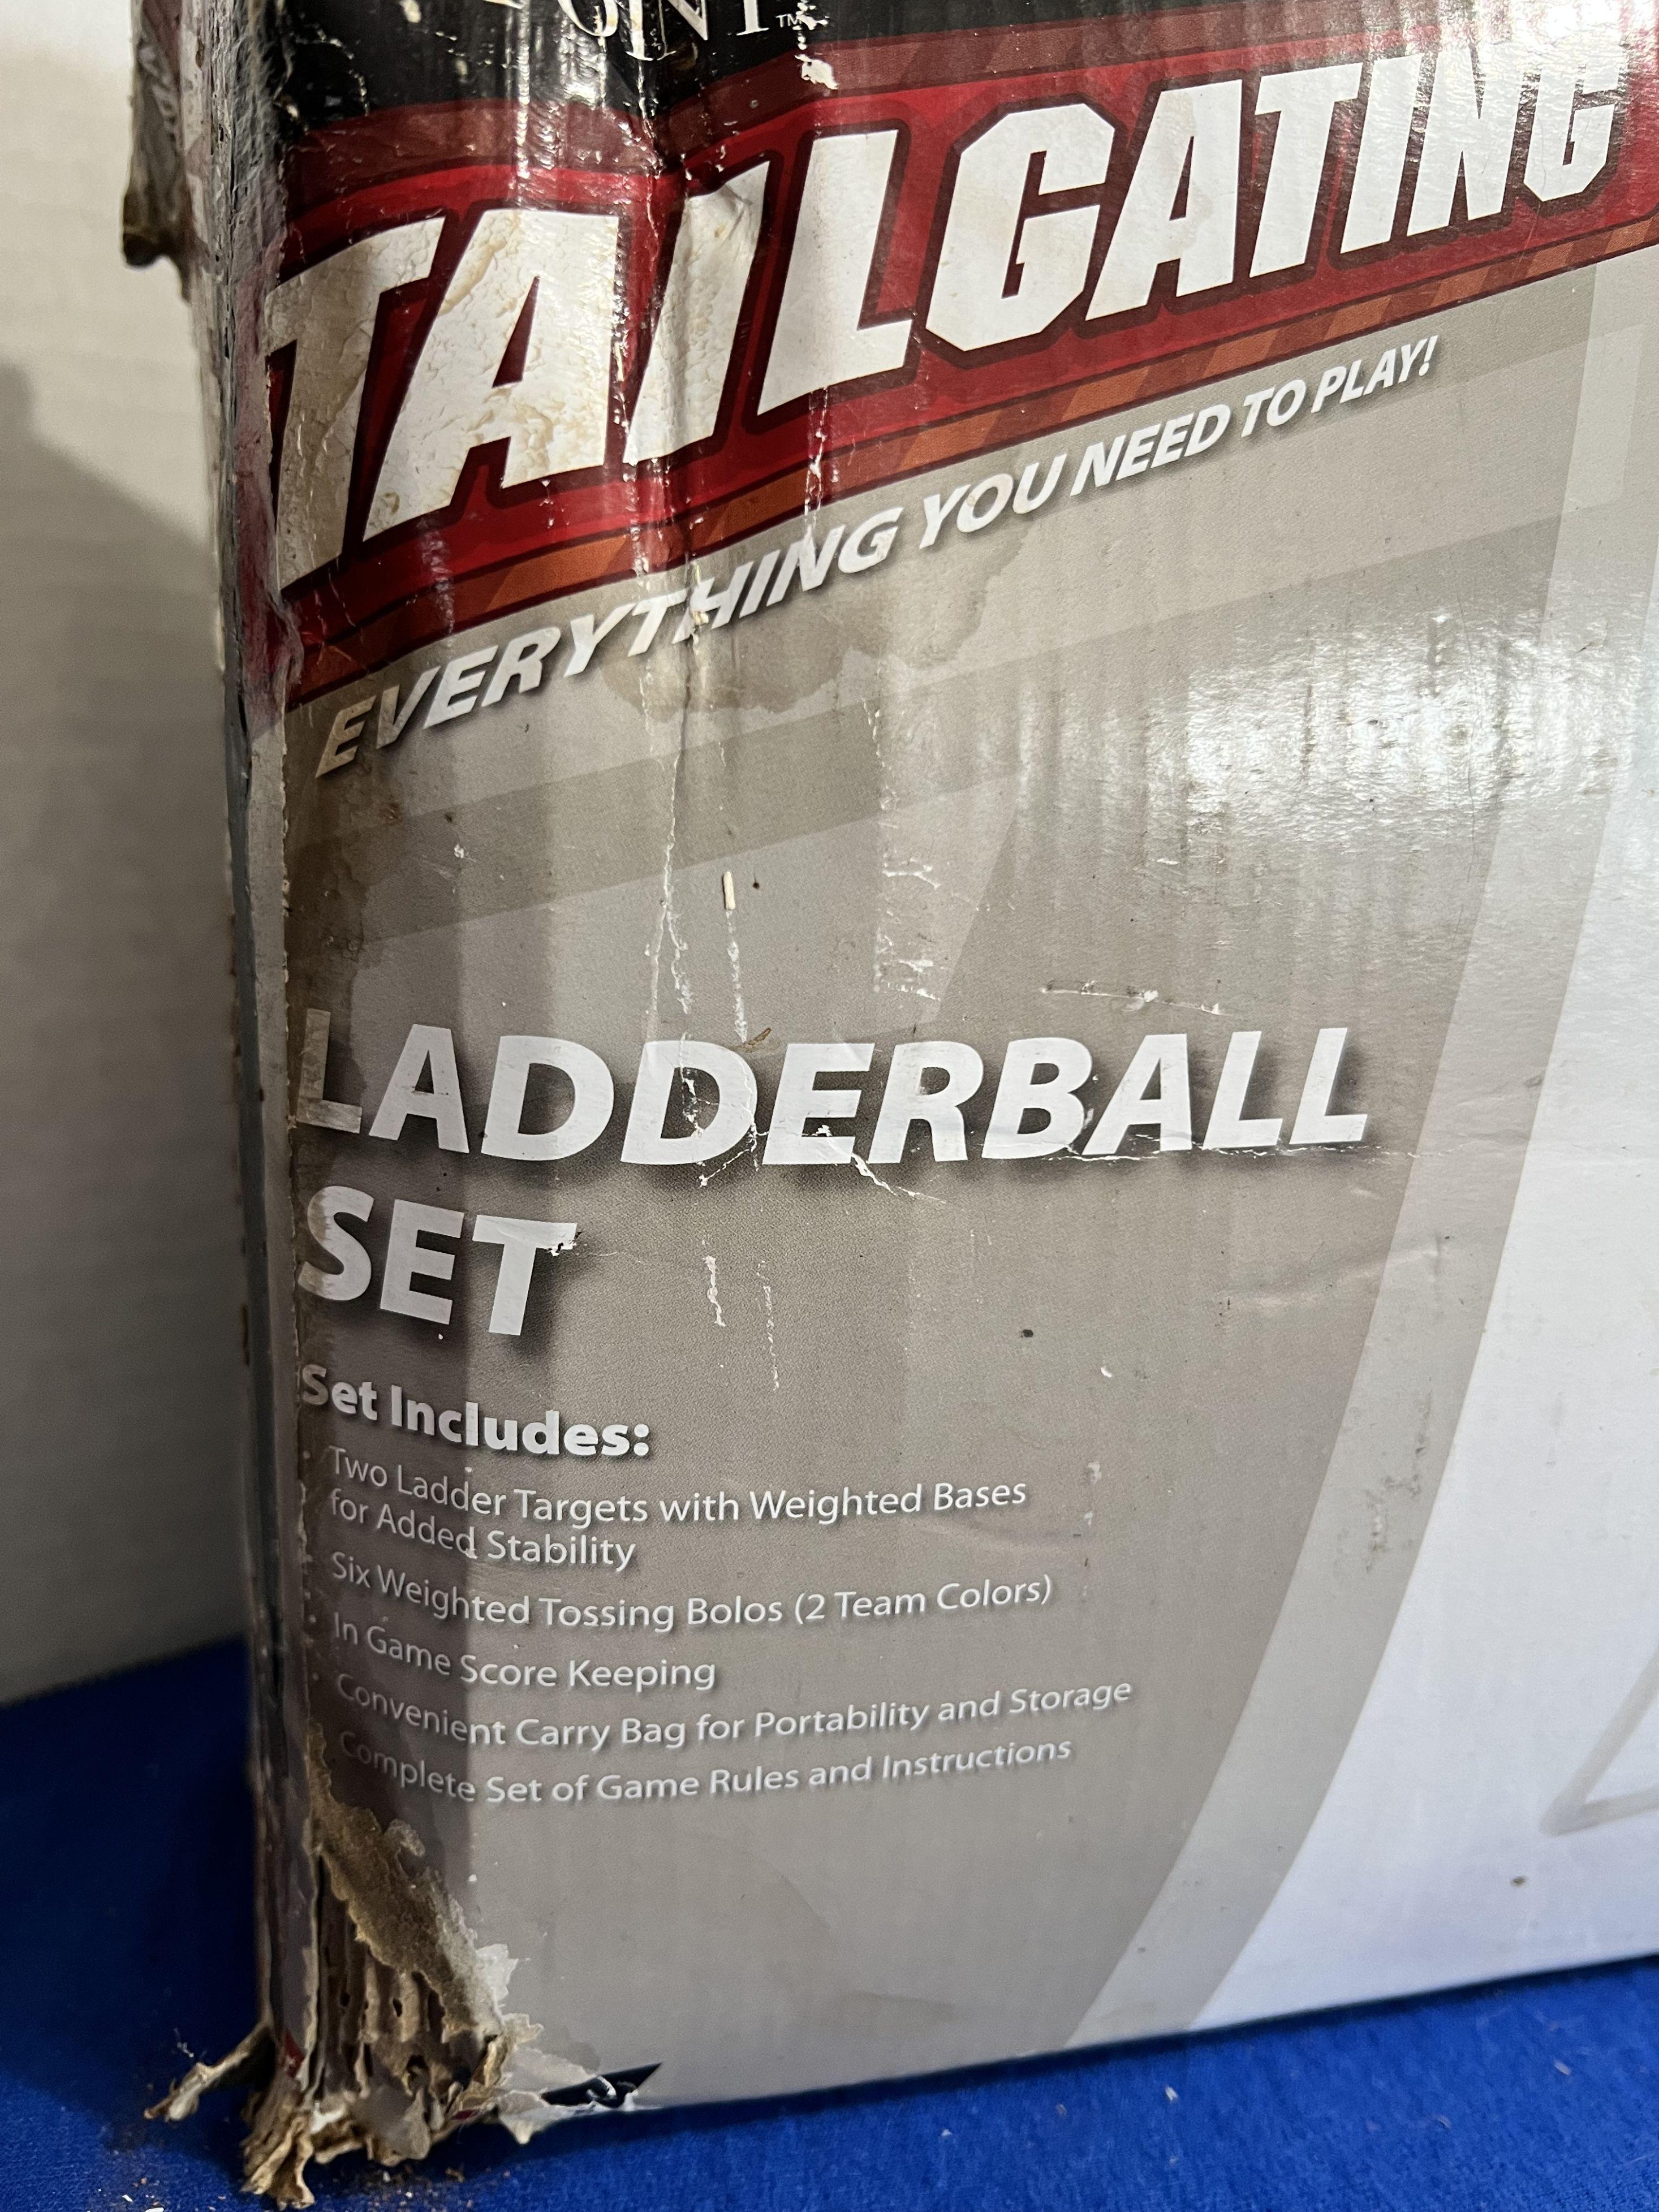 TAILGATING
EVERYTHING YOU NEED TO PLAY!
LADDERBALL
SET
Set Includes:
• Two Ladder Targets with Weighted Bases
for Added Stability
• Six Weighted Tossing Bolos (2 Team Colors)
• In Game Score Keeping
• Convenient Carry Bag for Portability and Storage
• Complete Set of Game Rules and Instructions